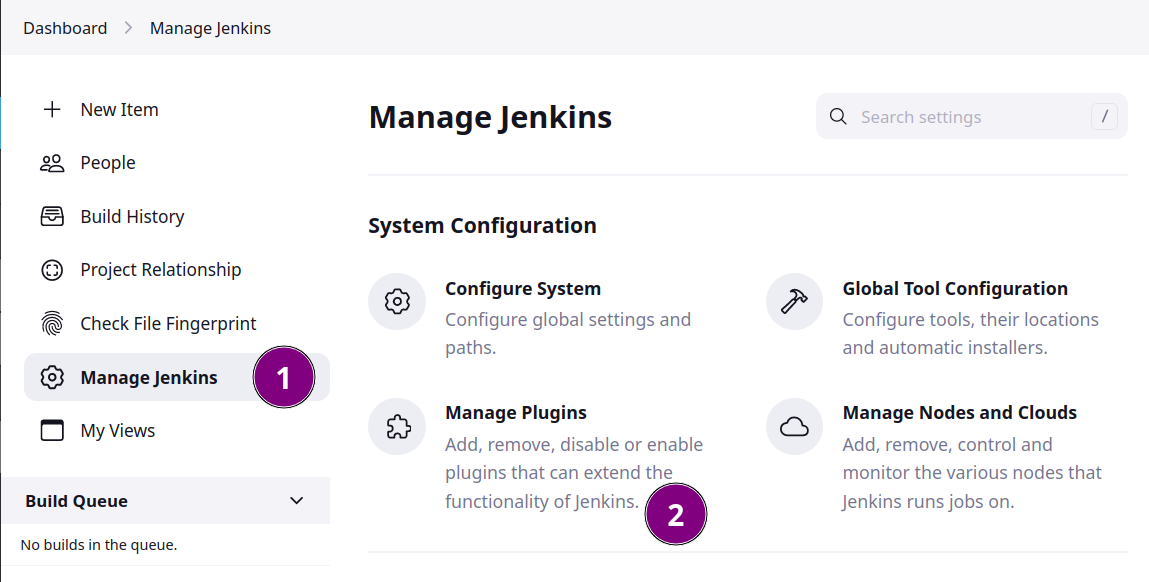 Dashboard > Manage Jenkins
New Item
People
Build History
Project Relationship
Check File Fingerprint
Manage Jenkins 1
My Views
Build Queue
No builds in the queue.
Manage Jenkins
Search settings /
System Configuration
Configure System
Configure global settings and
paths.
Global Tool Configuration
Configure tools, their locations
and automatic installers.
Manage Plugins
Add, remove, disable or enable
plugins that can extend the
functionality of Jenkins. 2
Manage Nodes and Clouds
Add, remove, control and
monitor the various nodes that
Jenkins runs jobs on.